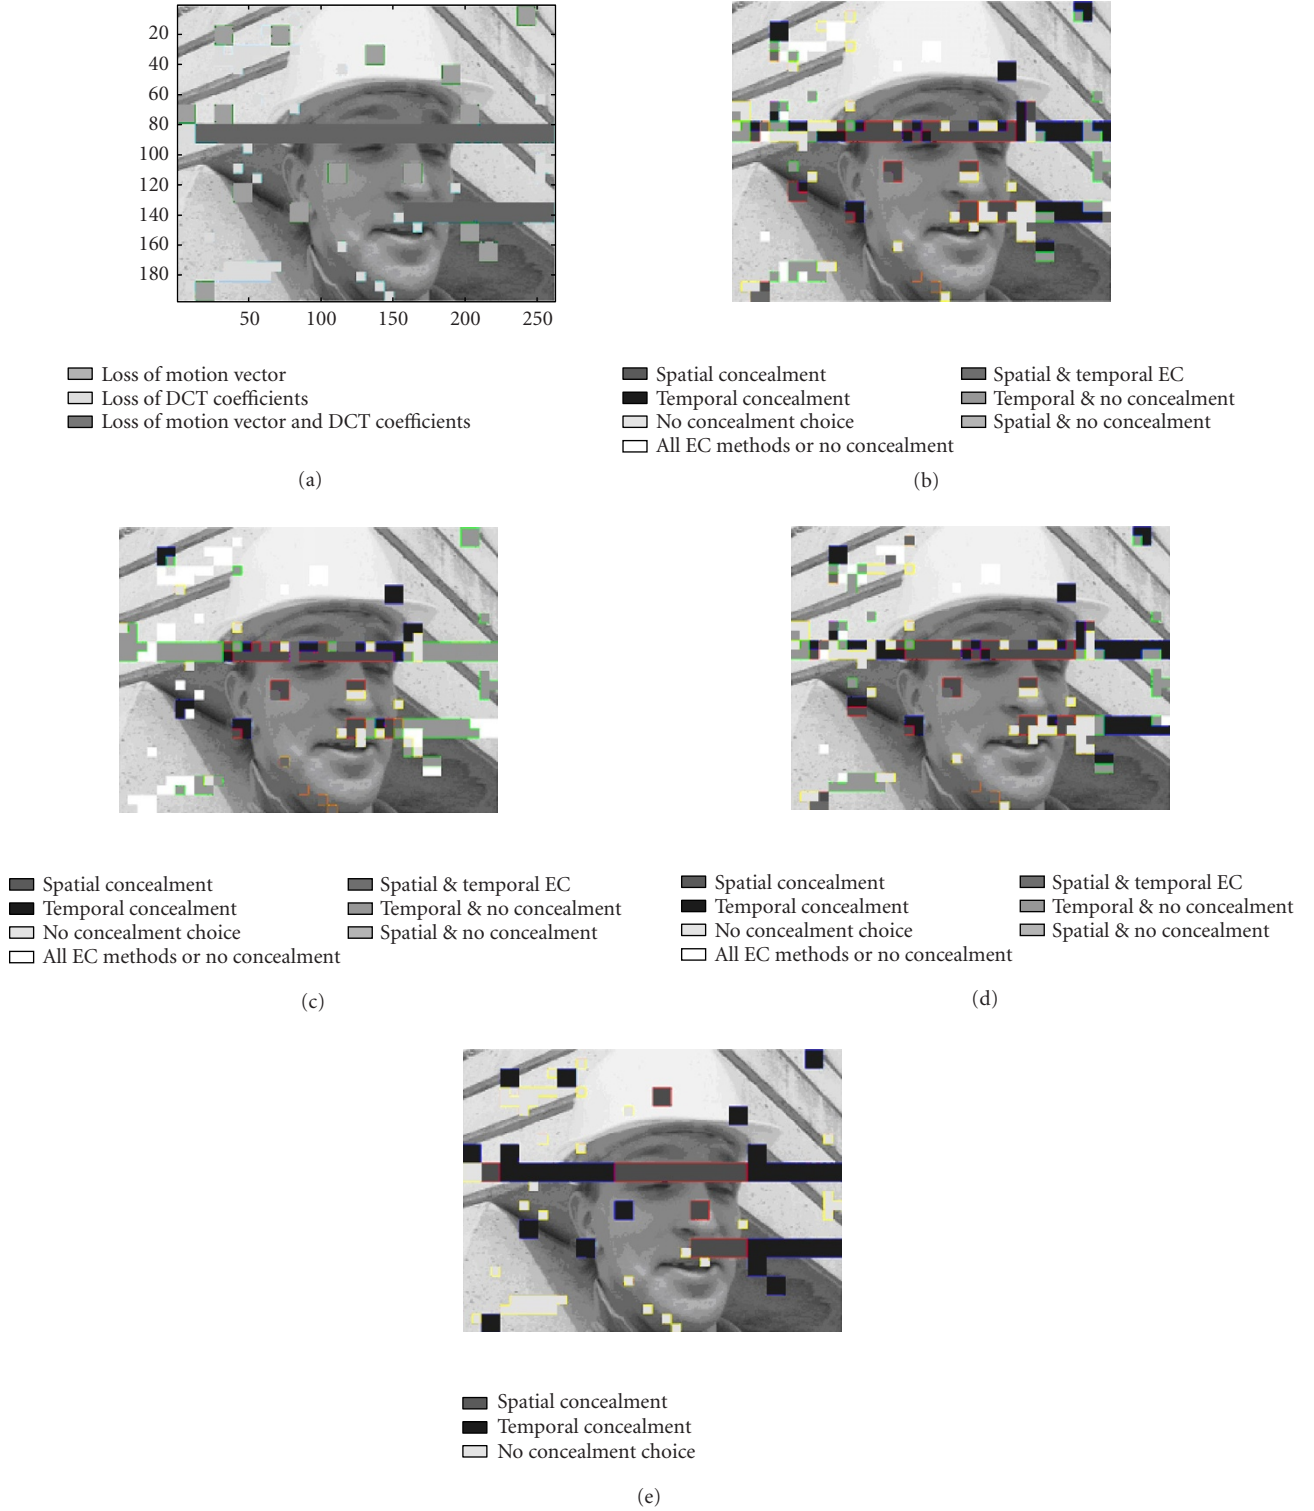 20
40
60
80
100
120
140
160
180
50 100 150 200 250
Loss of motion vector
Loss of DCT coefficients
Loss of motion vector and DCT coefficients
(a)
Spatial concealment
Temporal concealment
No concealment choice
All EC methods or no concealment
Spatial & temporal EC
Temporal & no concealment
Spatial & no concealment
(b)
Spatial concealment
Temporal concealment
No concealment choice
All EC methods or no concealment
Spatial & temporal EC
Temporal & no concealment
Spatial & no concealment
(c)
Spatial concealment
Temporal concealment
No concealment choice
All EC methods or no concealment
Spatial & temporal EC
Temporal & no concealment
Spatial & no concealment
(d)
Spatial concealment
Temporal concealment
No concealment choice
(e)